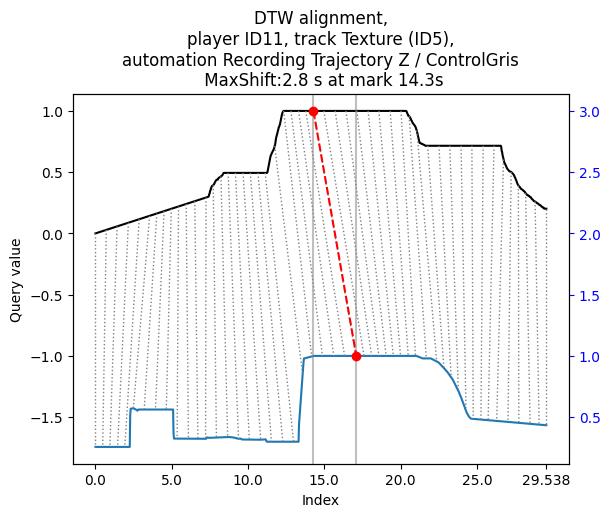 DTW alignment,
player ID11, track Texture (ID5),
automation Recording Trajectory Z / ControlGris
MaxShift:2.8 s at mark 14.3s
1.0
0.5
0.0
−0.5
−1.0
−1.5
Query value
3.0
2.5
2.0
1.5
1.0
0.5
0.0 5.0 10.0 15.0 20.0 25.0 29.538
Index